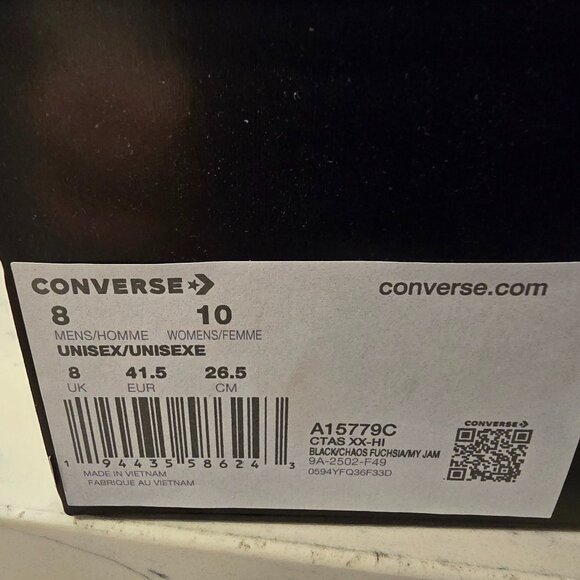 CONVERSE
converse.com
8 10
MENS/HOMME WOMENS/FEMME
UNISEX/UNISEXE
8 41.5 26.5
UK EUR CM
A15779C
CTAS XX-HI
BLACK/CHAOS FUCHSIA/MY JAM
9A-2502-F49
0594YFQ36F33D
CONVERSE
1 94435 58624 3
MADE IN VIETNAM
FABRIQUE AU VIETNAM